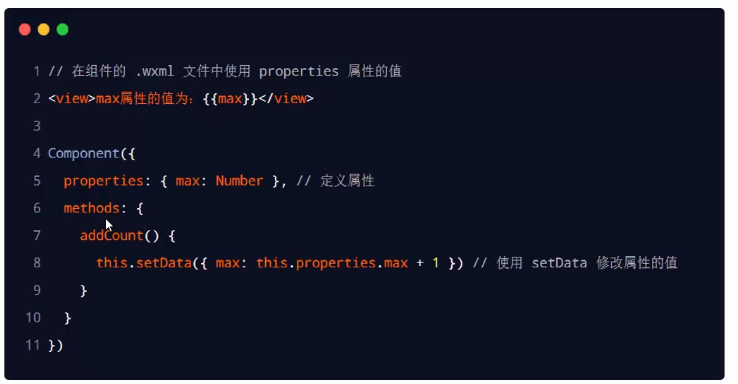 1 // 在组件的 .wxml 文件中使用 properties 属性的值
2 <view>max属性的值为：{{max}}</view>
3
4 Component({
5   properties: { max: Number }, // 定义属性
6   methods: {
7     addCount() {
8       this.setData({ max: this.properties.max + 1 }) // 使用 setData 修改属性的值
9     }
10   }
11 })